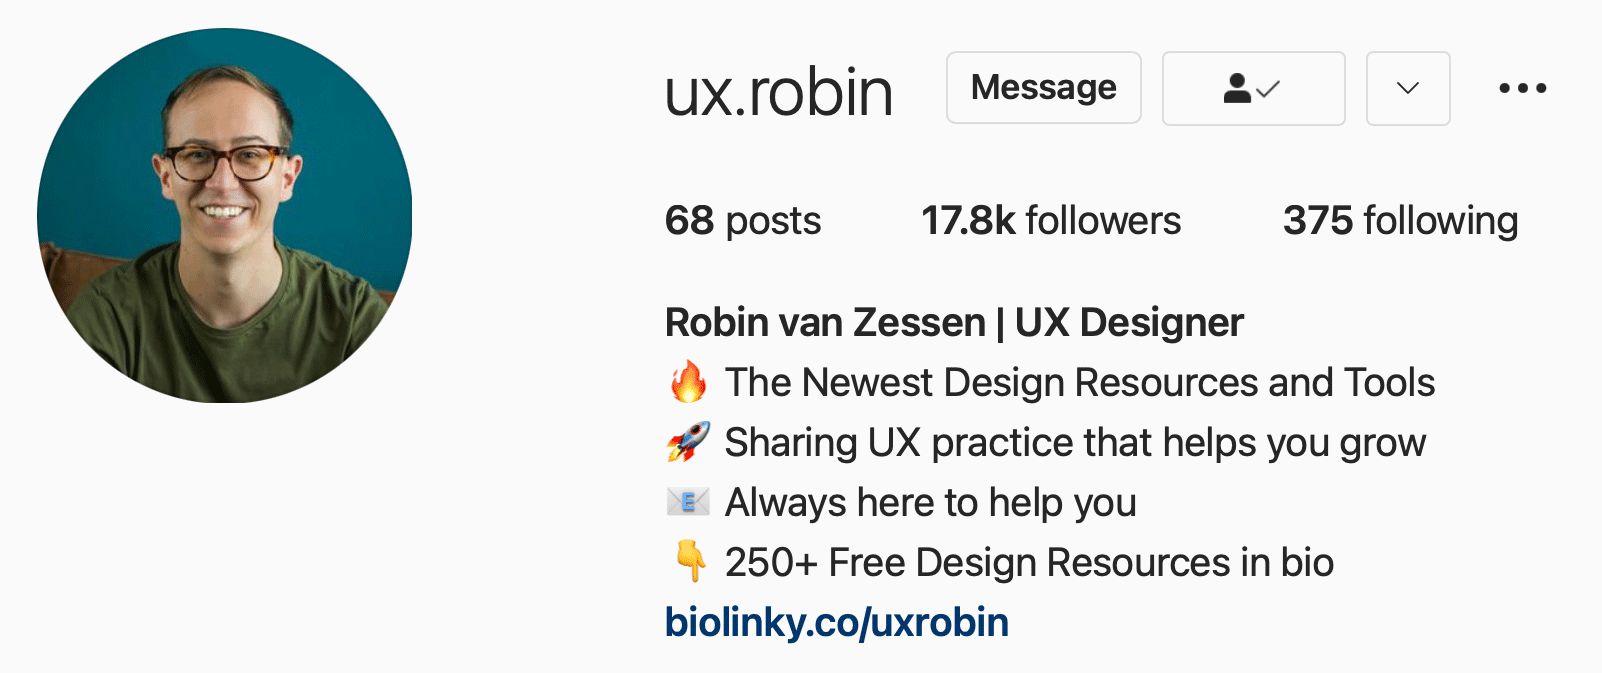 ux.robin Message
68 posts 17.8k followers 375 following
Robin van Zessen | UX Designer
🔥 The Newest Design Resources and Tools
🚀 Sharing UX practice that helps you grow
📧 Always here to help you
👇 250+ Free Design Resources in bio
biolinky.co/uxrobin